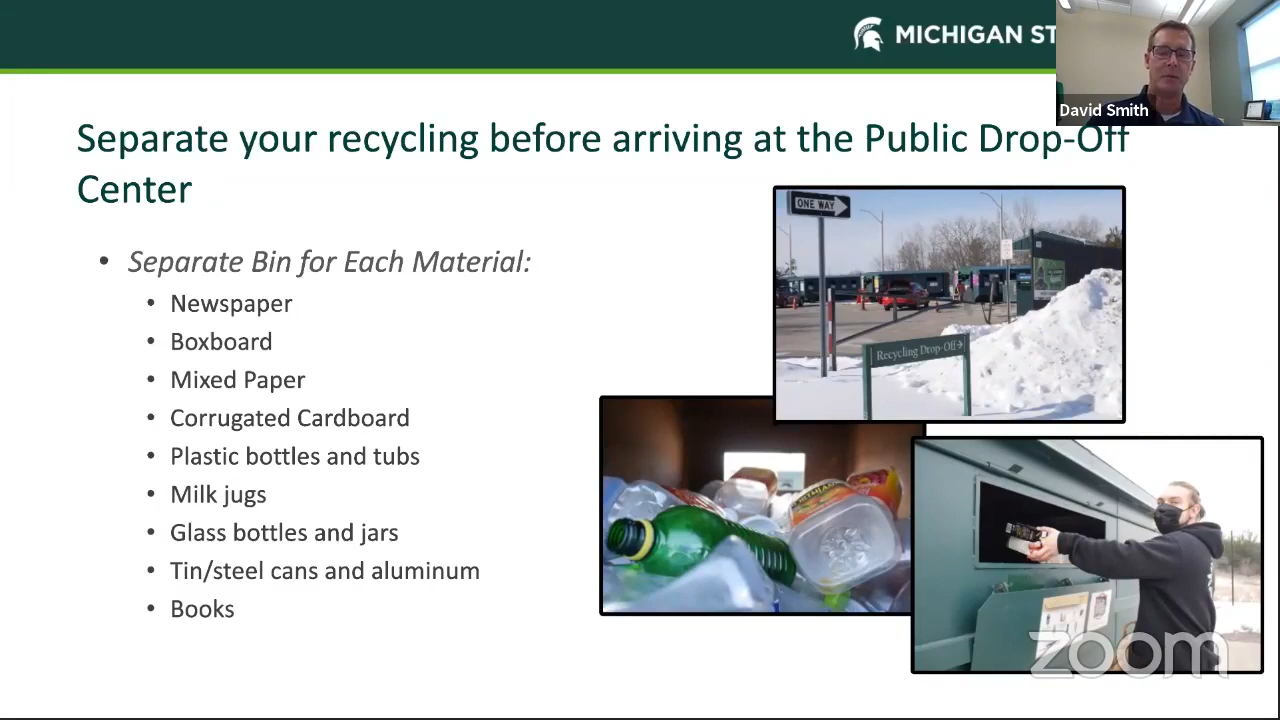 MICHIGAN ST
David Smith
Separate your recycling before arriving at the Public Drop-Off
Center
• Separate Bin for Each Material:
• Newspaper
• Boxboard
• Mixed Paper
• Corrugated Cardboard
• Plastic bottles and tubs
• Milk jugs
• Glass bottles and jars
• Tin/steel cans and aluminum
• Books
ONE WAY
Recycling Drop-Off→
zoom